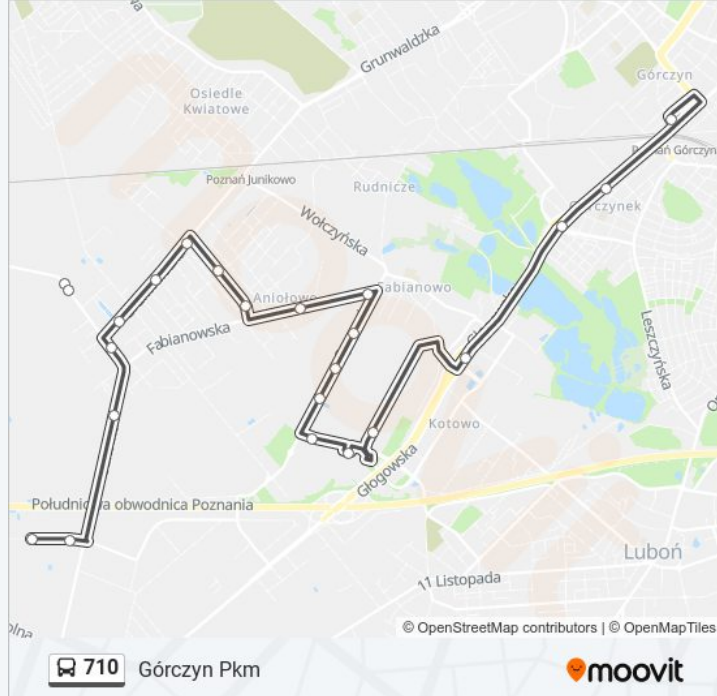 Grunwaldzka
Górczyn
Osiedle
Kwiatowe
Poznań Górczyn
Poznań Junikowo
Rudnicze
Górczynek
Wołczyńska
Fabianowo
Aniołowo
Fabianowska
Leszczyńska
Kotowo
Głogowska
Południowa obwodnica Poznania
Luboń
11 Listopada
olna
© OpenStreetMap contributors | © OpenMapTiles
710 Górczyn Pkm
moovit